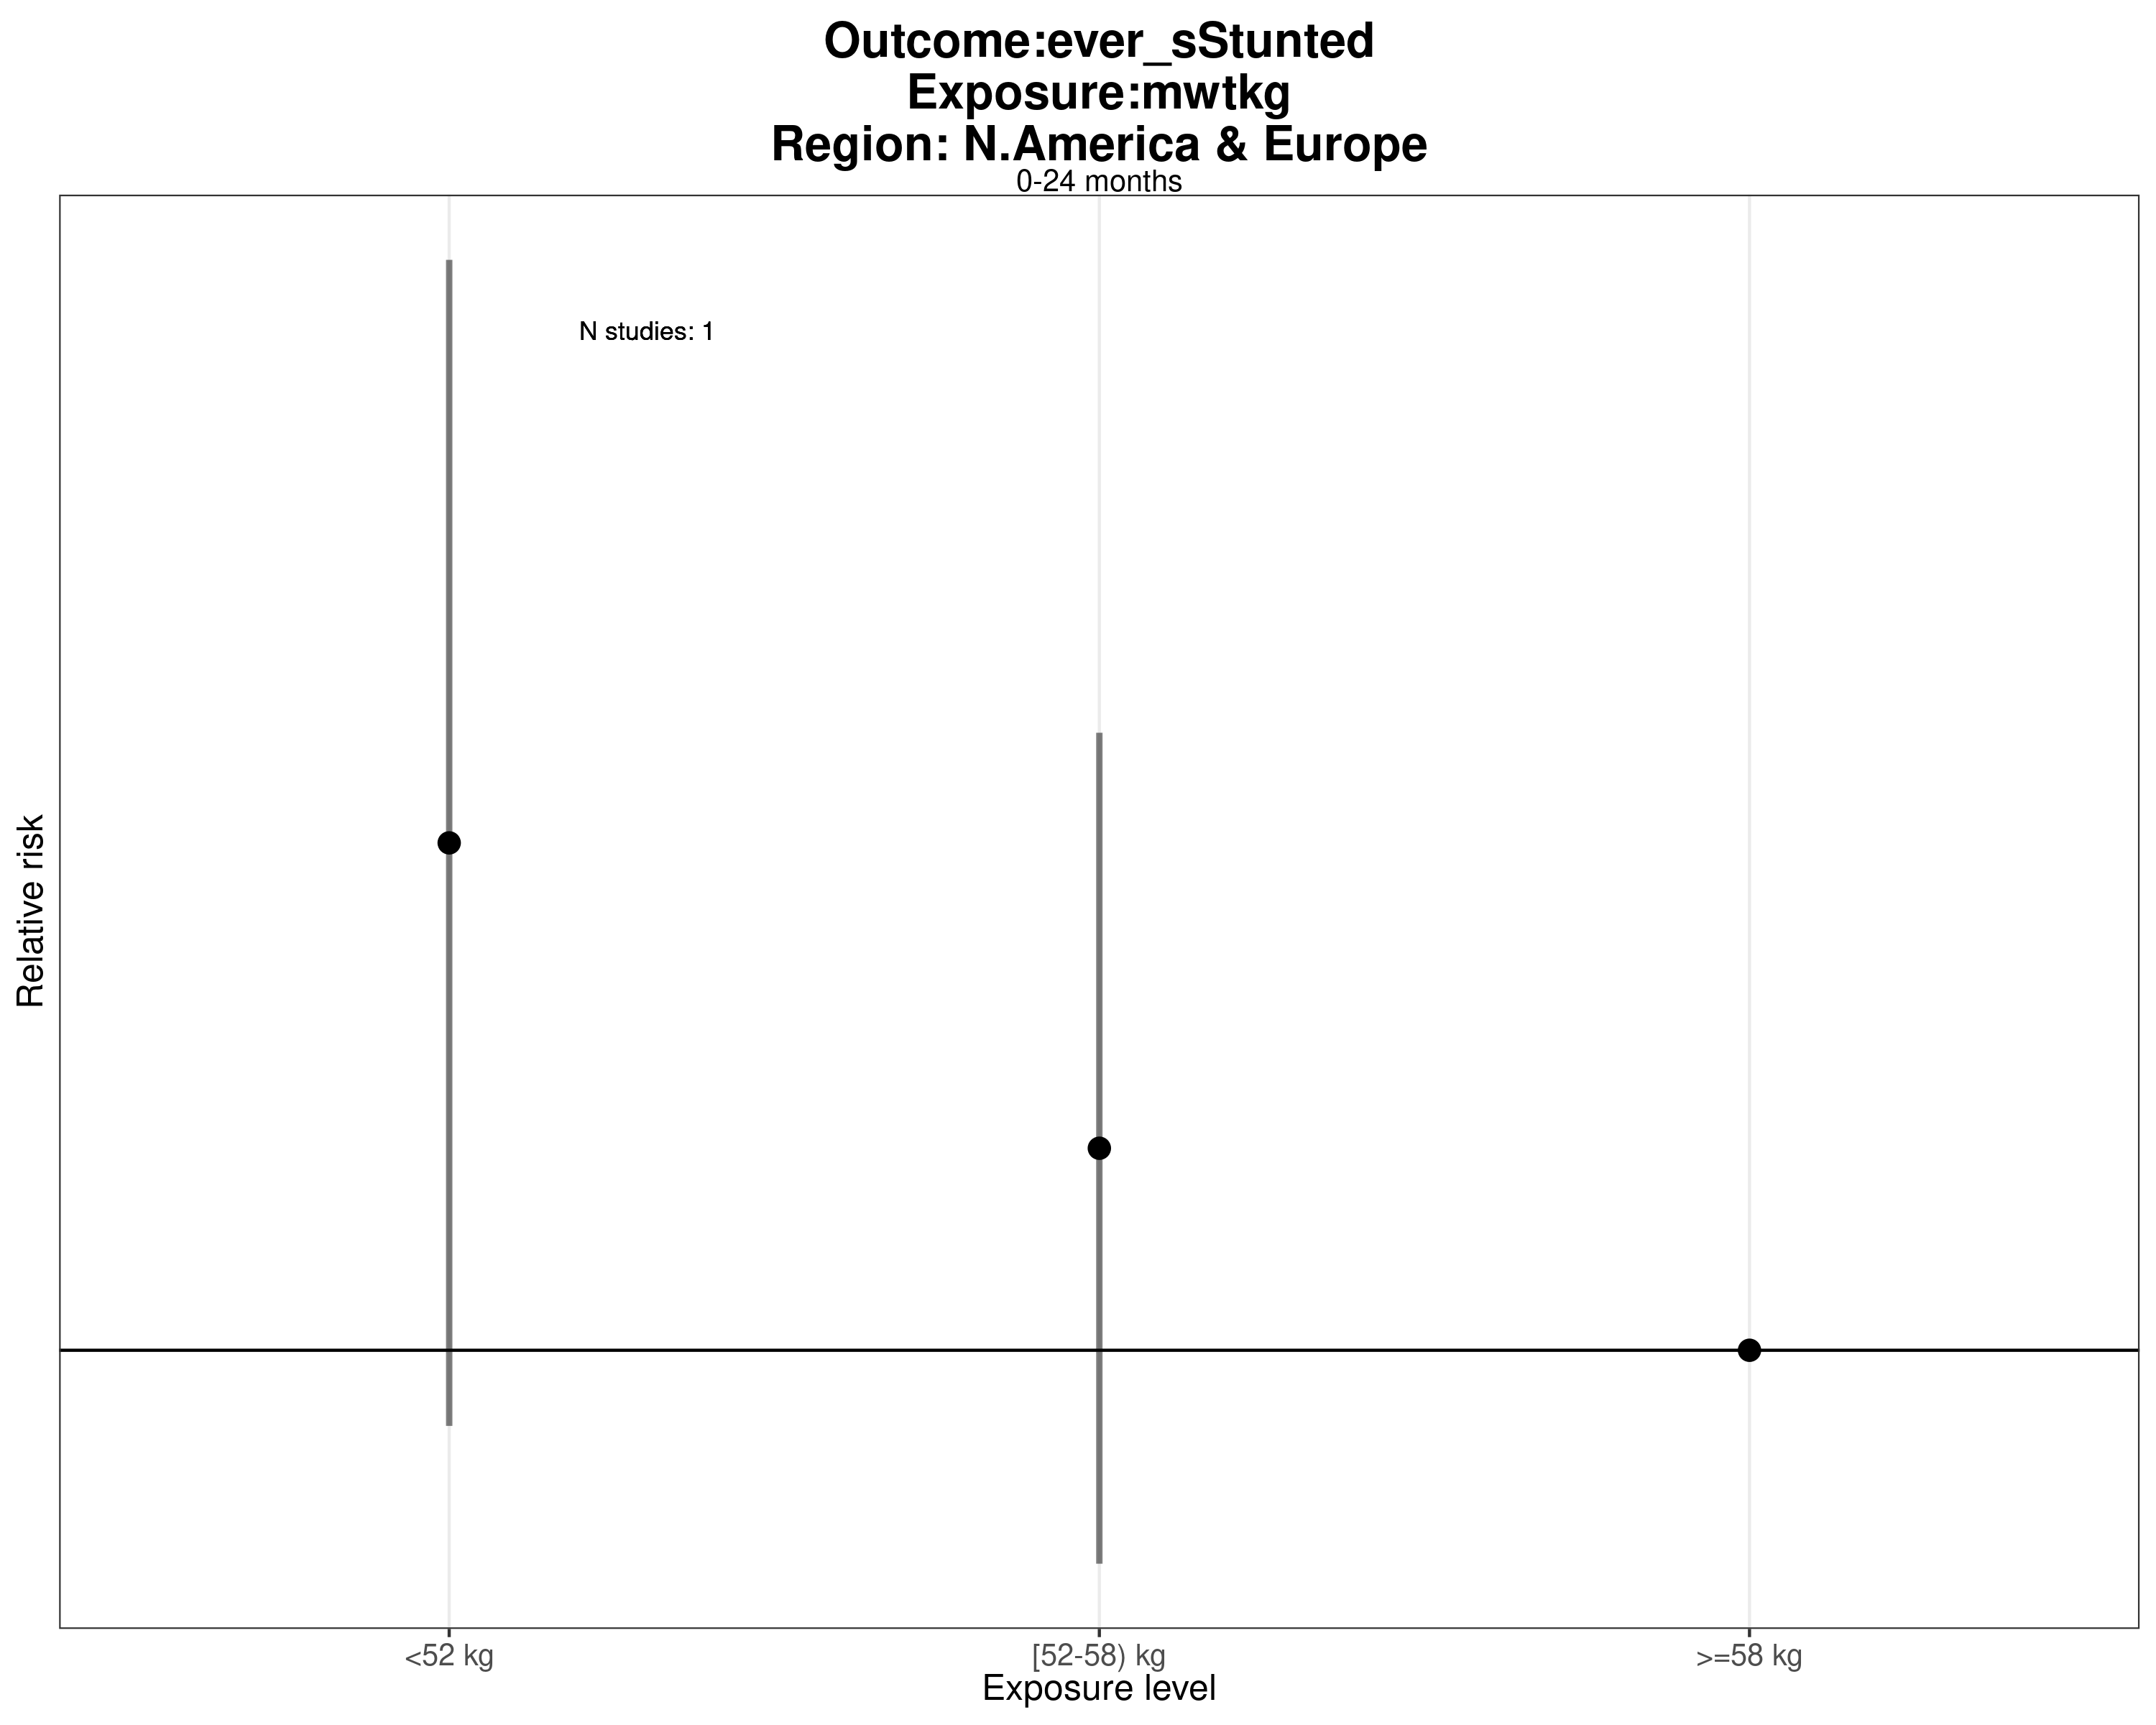 Outcome:ever_sStunted
Exposure:mwtkg
Region: N.America & Europe
0-24 months
N studies: 1
Relative risk
<52 kg
[52-58) kg
>=58 kg
Exposure level